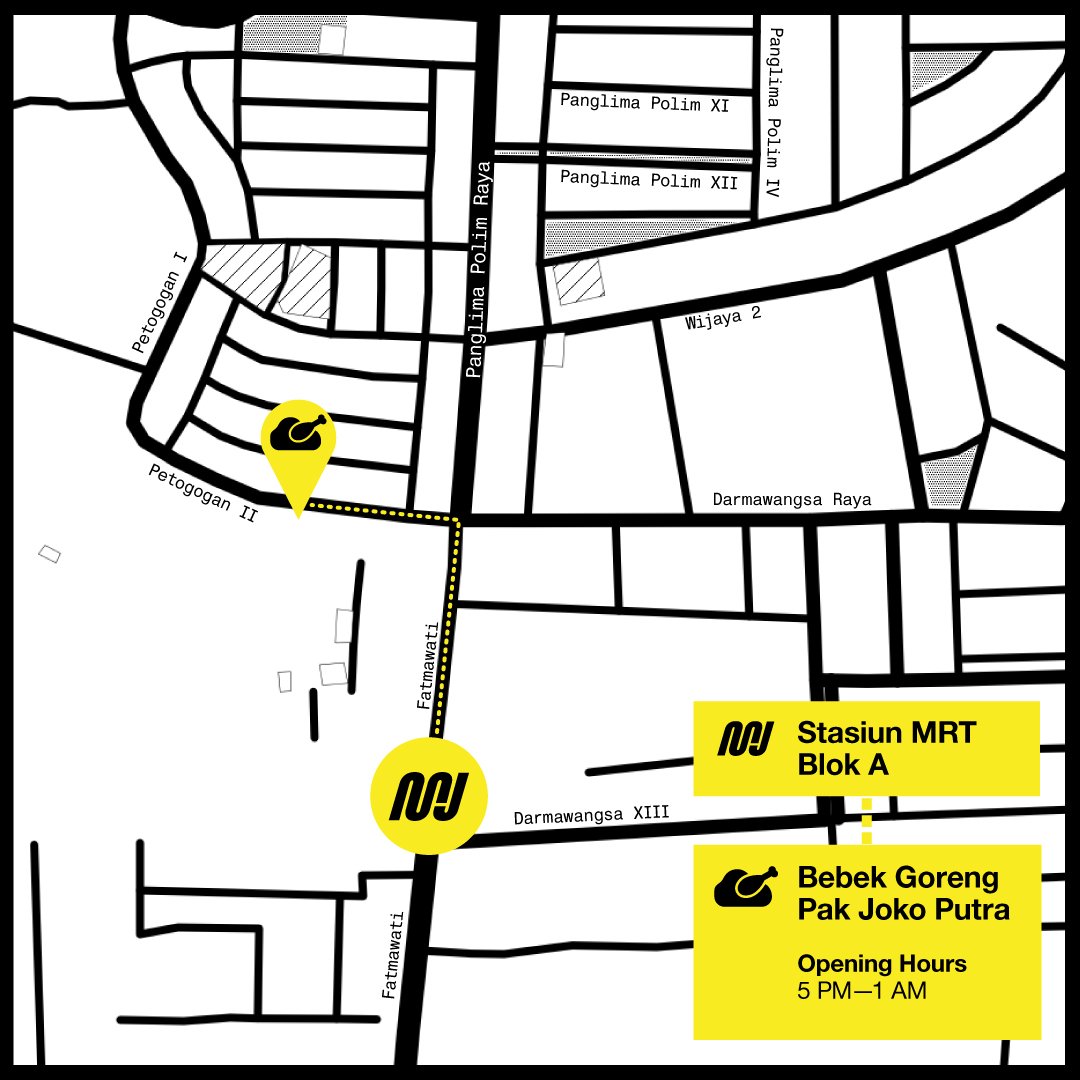 Panglima Polim XI
Panglima Polim IV
Panglima Polim XII
Panglima Polim Raya
Petogogan I
Wijaya 2
Petogogan II
Darmawangsa Raya
Fatmawati
Stasiun MRT
Blok A
Darmawangsa XIII
Bebek Goreng
Pak Joko Putra
Opening Hours
5 PM—1 AM
Fatmawati